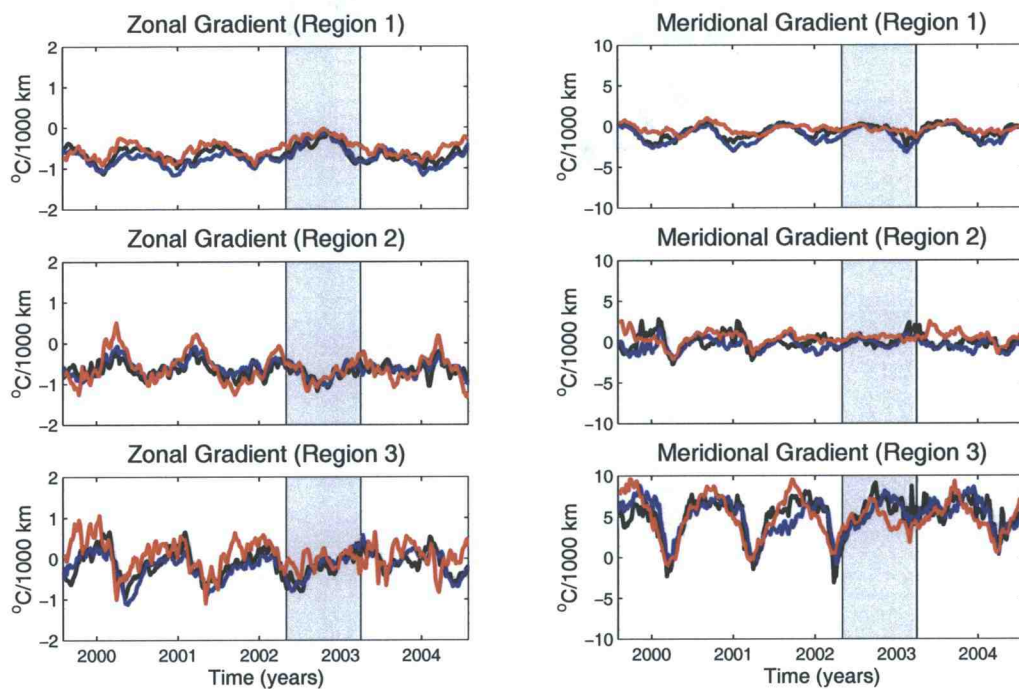 Zonal Gradient (Region 1)
2
1
0
−1
−2
°C/1000 km
Meridional Gradient (Region 1)
10
5
0
−5
−10
°C/1000 km
Zonal Gradient (Region 2)
2
1
0
−1
−2
°C/1000 km
Meridional Gradient (Region 2)
10
5
0
−5
−10
°C/1000 km
Zonal Gradient (Region 3)
2
1
0
−1
−2
°C/1000 km
2000 2001 2002 2003 2004
Time (years)
Meridional Gradient (Region 3)
10
5
0
−5
−10
°C/1000 km
2000 2001 2002 2003 2004
Time (years)